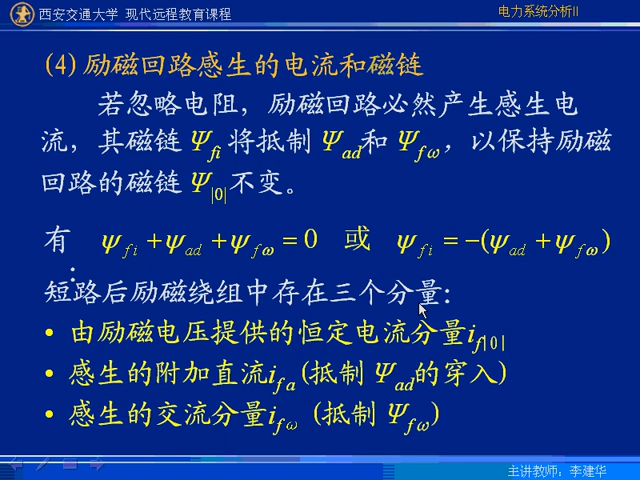 西安交通大学 现代远程教育课程
电力系统分析II
(4) 励磁回路感生的电流和磁链
若忽略电阻，励磁回路必然产生感生电
流，其磁链 Ψfi 将抵制 Ψad和 Ψfω，以保持励磁
回路的磁链 Ψ|0| 不变。
有： ψfi +ψad +ψfω = 0 或 ψfi = −(ψad +ψfω)
短路后励磁绕组中存在三个分量:
• 由励磁电压提供的恒定电流分量if|0|
• 感生的附加直流ifa (抵制 Ψad的穿入)
• 感生的交流分量ifω (抵制 Ψfω)
主讲教师：李建华